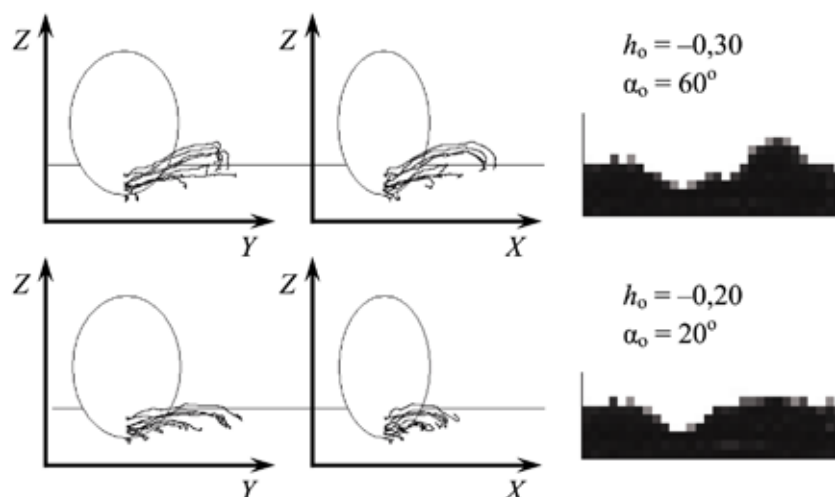 Z
Y
Z
X
h₀ = –0,30
α₀ = 60°
Z
Y
Z
X
h₀ = –0,20
α₀ = 20°